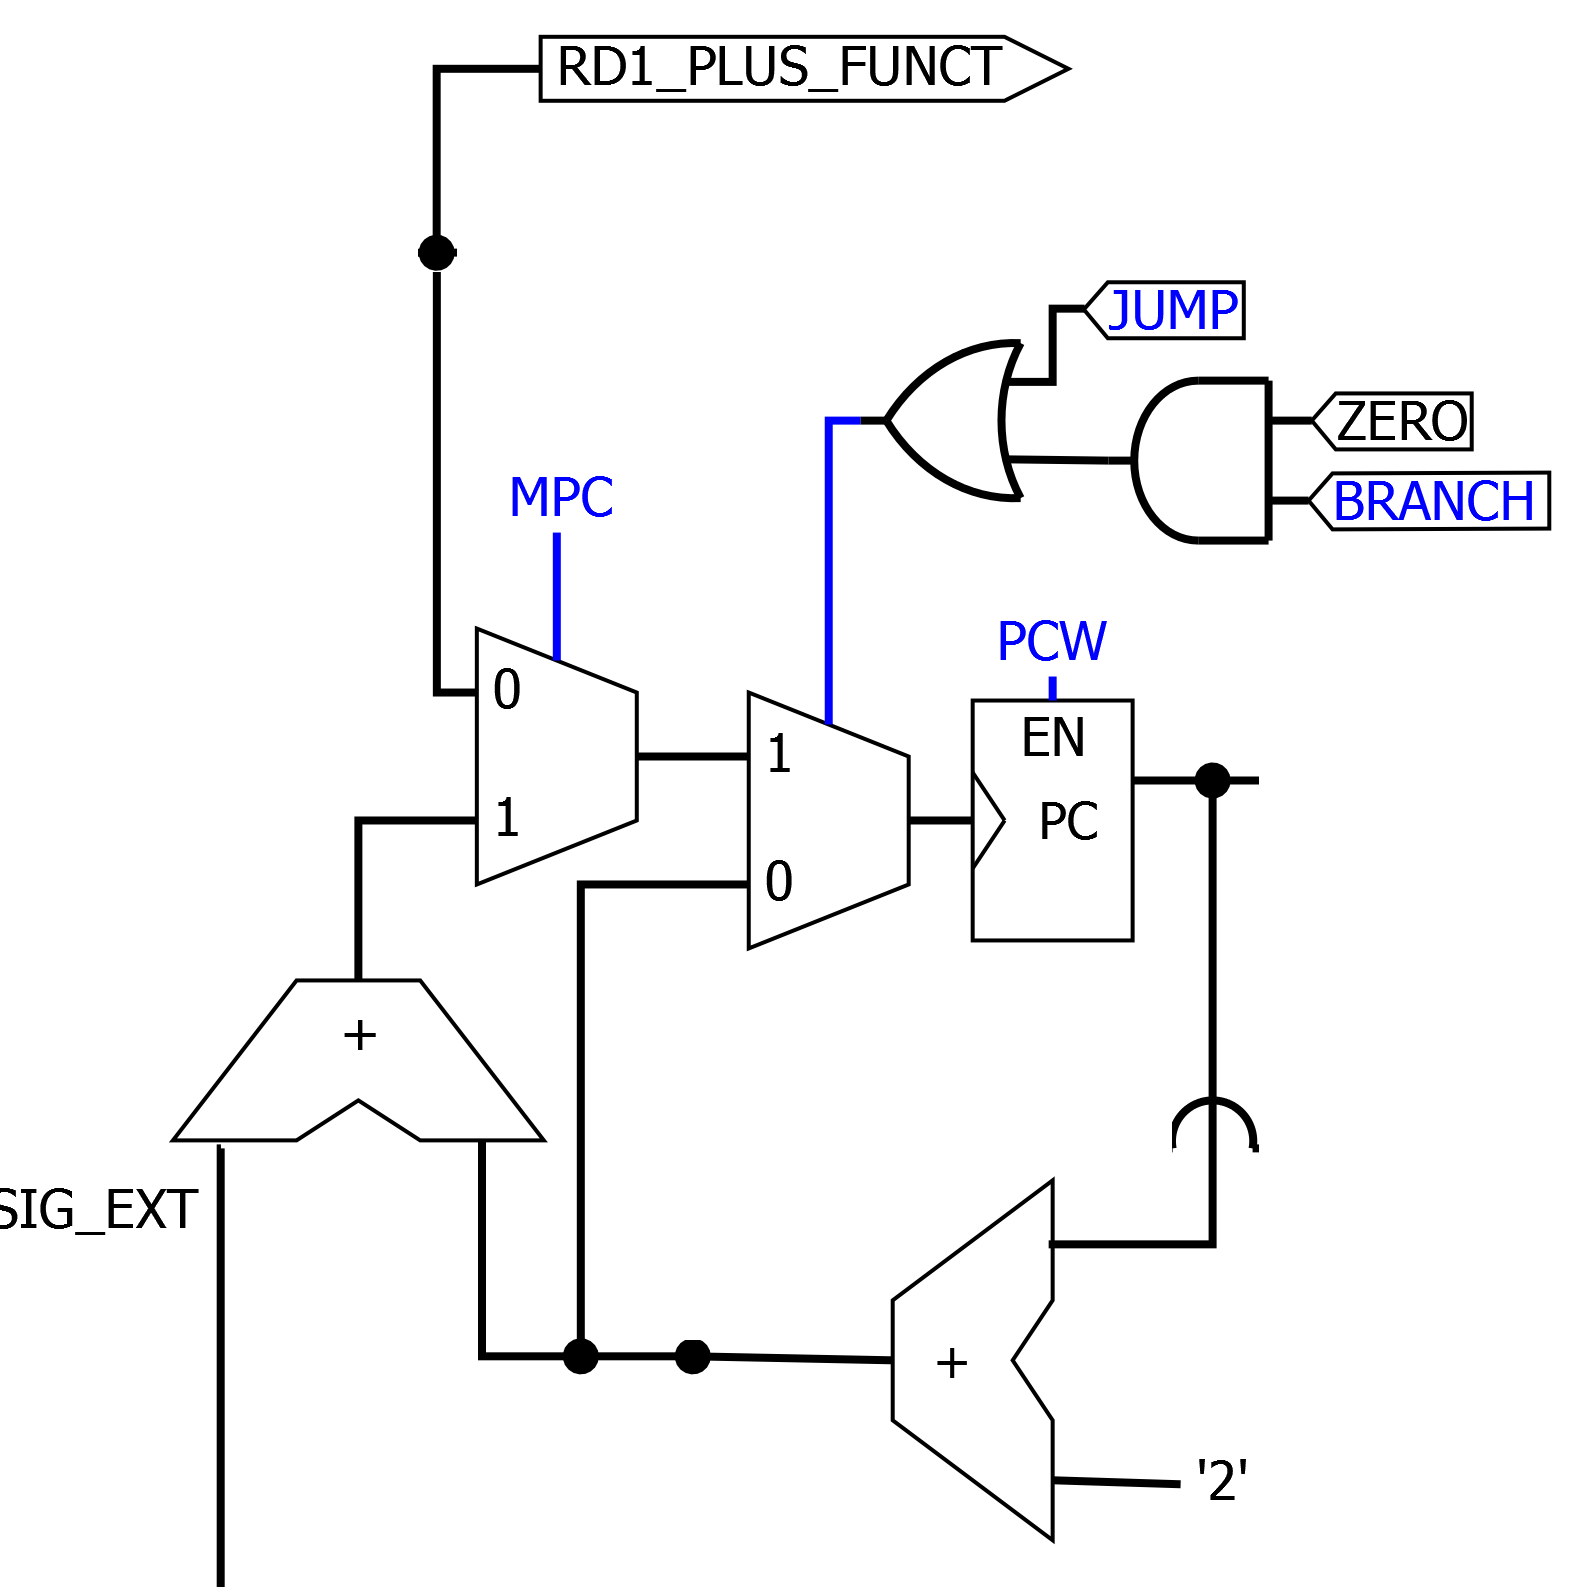 RD1_PLUS_FUNCT
JUMP
ZERO
BRANCH
MPC
PCW
0
1
1
0
EN
PC
+
SIG_EXT
+
'2'